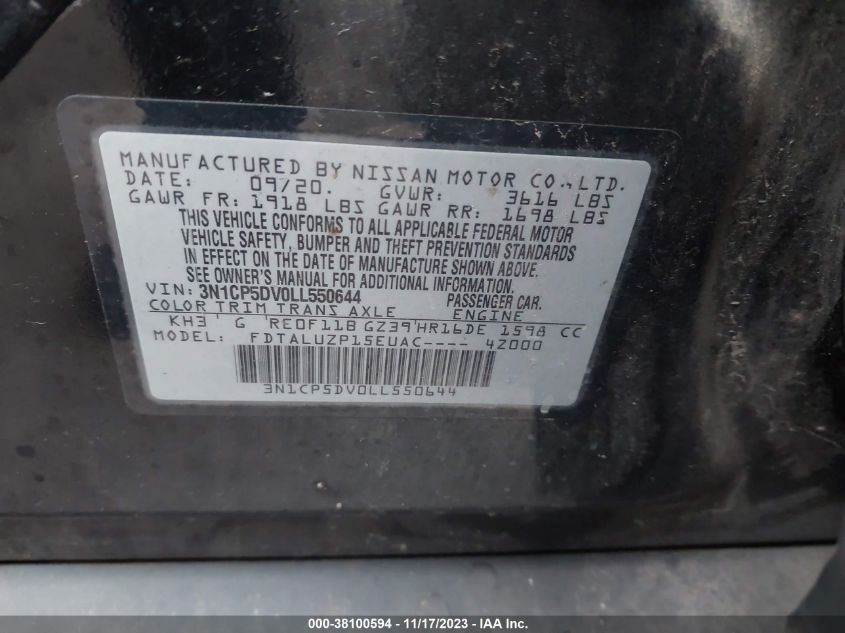 MANUFACTURED BY NISSAN MOTOR CO.,LTD.
DATE: 09/20. GVWR: 3616 LBS
GAWR FR: 1918 LBS GAWR RR: 1698 LBS
THIS VEHICLE CONFORMS TO ALL APPLICABLE FEDERAL MOTOR
VEHICLE SAFETY, BUMPER AND THEFT PREVENTION STANDARDS
IN EFFECT ON THE DATE OF MANUFACTURE SHOWN ABOVE.
SEE OWNER'S MANUAL FOR ADDITIONAL INFORMATION.
VIN: 3N1CP5DV0LL550644 PASSENGER CAR.
COLOR TRIM TRANS AXLE ENGINE
KH3 G RE0F11B GZ39 HR16DE 1598 CC
MODEL: FDTALUZP15EUAC---- 42000
3N1CP5DV0LL550644
000-38100594 - 11/17/2023 - IAA Inc.